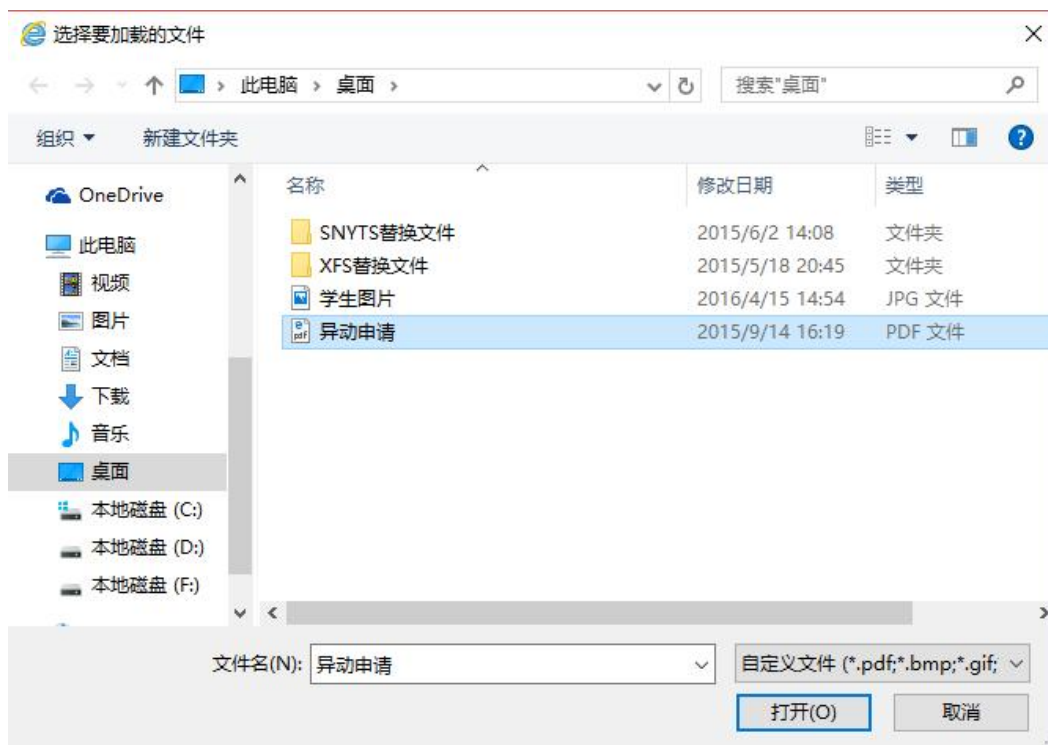 选择要加载的文件
此电脑 › 桌面 ›
搜索"桌面"
组织
新建文件夹
名称 修改日期 类型
OneDrive
此电脑
视频
图片
文档
下载
音乐
桌面
本地磁盘 (C:)
本地磁盘 (D:)
本地磁盘 (F:)
SNYTS替换文件 2015/6/2 14:08 文件夹
XFS替换文件 2015/5/18 20:45 文件夹
学生图片 2016/4/15 14:54 JPG 文件
pdf 异动申请 2015/9/14 16:19 PDF 文件
文件名(N): 异动申请
自定义文件 (*.pdf;*.bmp;*.gif;
打开(O)
取消